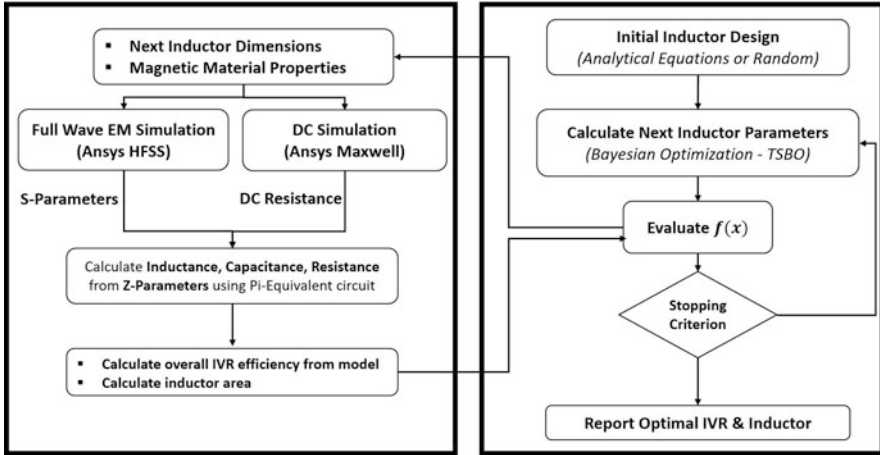 ▪ Next Inductor Dimensions
▪ Magnetic Material Properties
Full Wave EM Simulation
(Ansys HFSS)
DC Simulation
(Ansys Maxwell)
S-Parameters
DC Resistance
Calculate Inductance, Capacitance, Resistance
from Z-Parameters using Pi-Equivalent circuit
▪ Calculate overall IVR efficiency from model
▪ Calculate inductor area
Initial Inductor Design
(Analytical Equations or Random)
Calculate Next Inductor Parameters
(Bayesian Optimization - TSBO)
Evaluate f(x)
Stopping
Criterion
Report Optimal IVR & Inductor